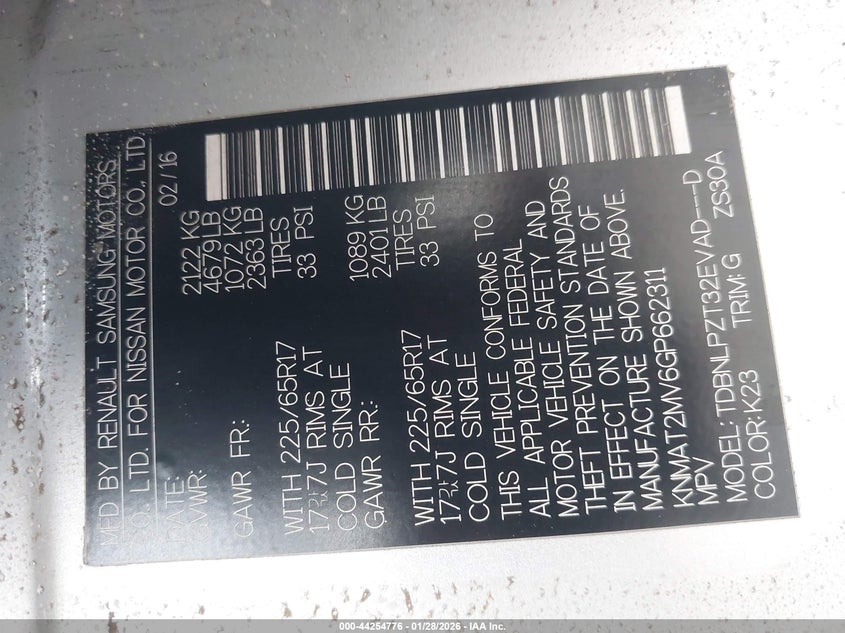 MFD BY RENAULT SAMSUNG MOTORS
CO., LTD. FOR NISSAN MOTOR CO., LTD
DATE: 02 / 16
GVWR: 2122 KG
4679 LB
GAWR FR: 1072 KG
2363 LB
WITH 225/65R17 TIRES
17X7J RIMS AT 33 PSI
COLD SINGLE
GAWR RR: 1089 KG
2401 LB
WITH 225/65R17 TIRES
17X7J RIMS AT 33 PSI
COLD SINGLE
THIS VEHICLE CONFORMS TO
ALL APPLICABLE FEDERAL
MOTOR VEHICLE SAFETY AND
THEFT PREVENTION STANDARDS
IN EFFECT ON THE DATE OF
MANUFACTURE SHOWN ABOVE.
KNMAT2MV6GP662311
MPV
MODEL: TDBNLPZT32EVAD---D
COLOR:K23 TRIM:G ZS30A
000-44254776 - 01/28/2026 - IAA Inc.